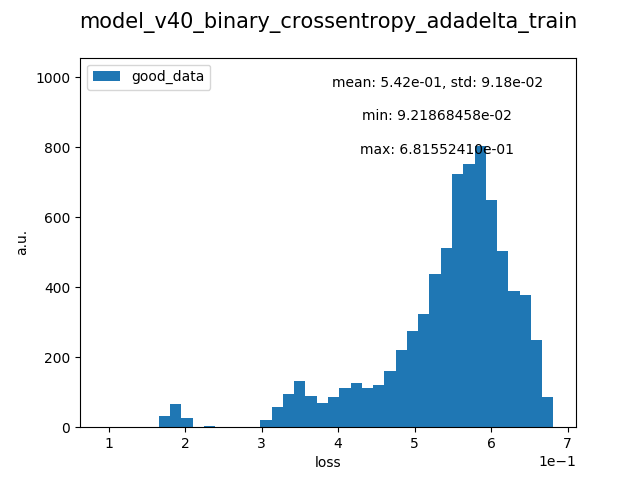 model_v40_binary_crossentropy_adadelta_train
good_data
mean: 5.42e-01, std: 9.18e-02
min: 9.21868458e-02
max: 6.81552410e-01
1000
800
600
400
200
0
a.u.
1 2 3 4 5 6 7
loss
1e−1